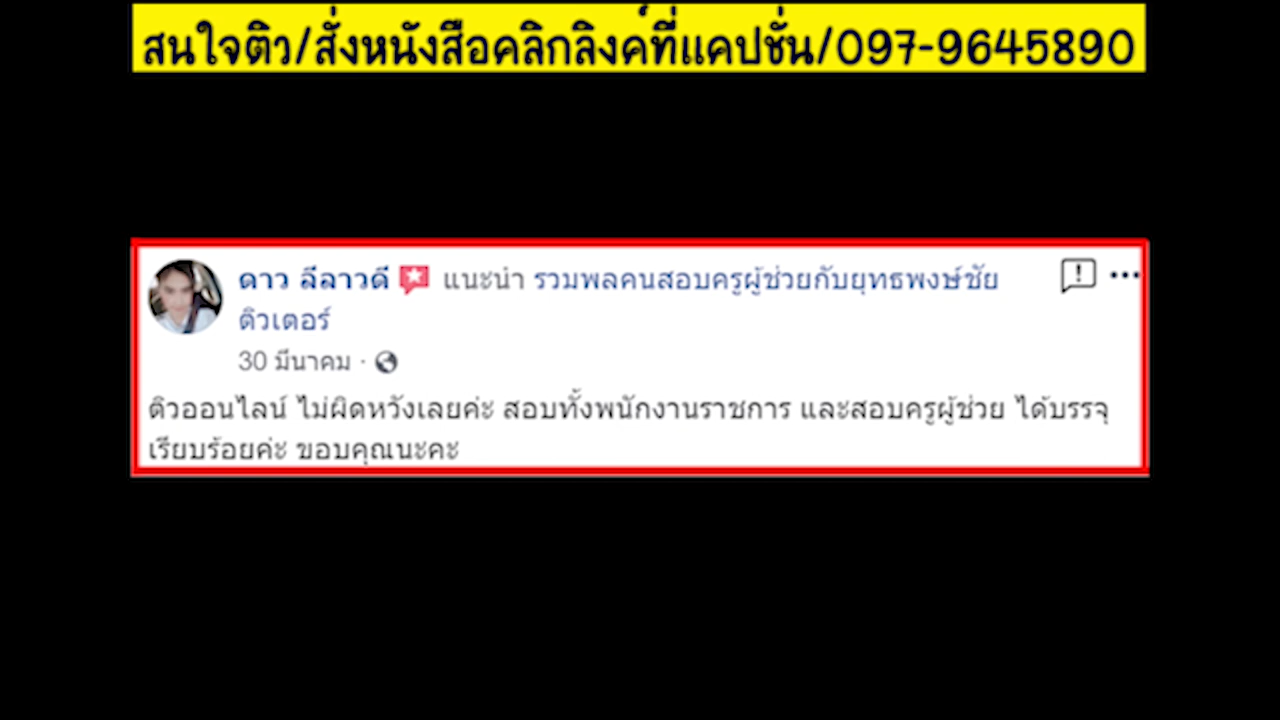 สนใจติว/สั่งหนังสือคลิกลิงค์ที่แคปชั่น/097-9645890
ดาว ลีลาวดี แนะนำ รวมพลคนสอบครูผู้ช่วยกับยุทธพงษ์ชัย
ติวเตอร์
30 มีนาคม ·
ติวออนไลน์ ไม่ผิดหวังเลยค่ะ สอบทั้งพนักงานราชการ และสอบครูผู้ช่วย ได้บรรจุ
เรียบร้อยค่ะ ขอบคุณนะคะ